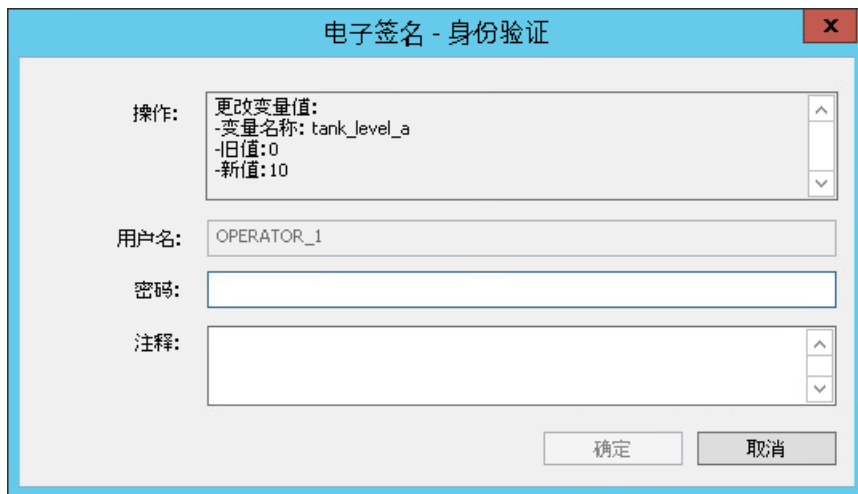 电子签名 - 身份验证
x
操作:
更改变量值:
-变量名称: tank_level_a
-旧值:0
-新值:10
用户名:
OPERATOR_1
密码:
注释:
确定
取消